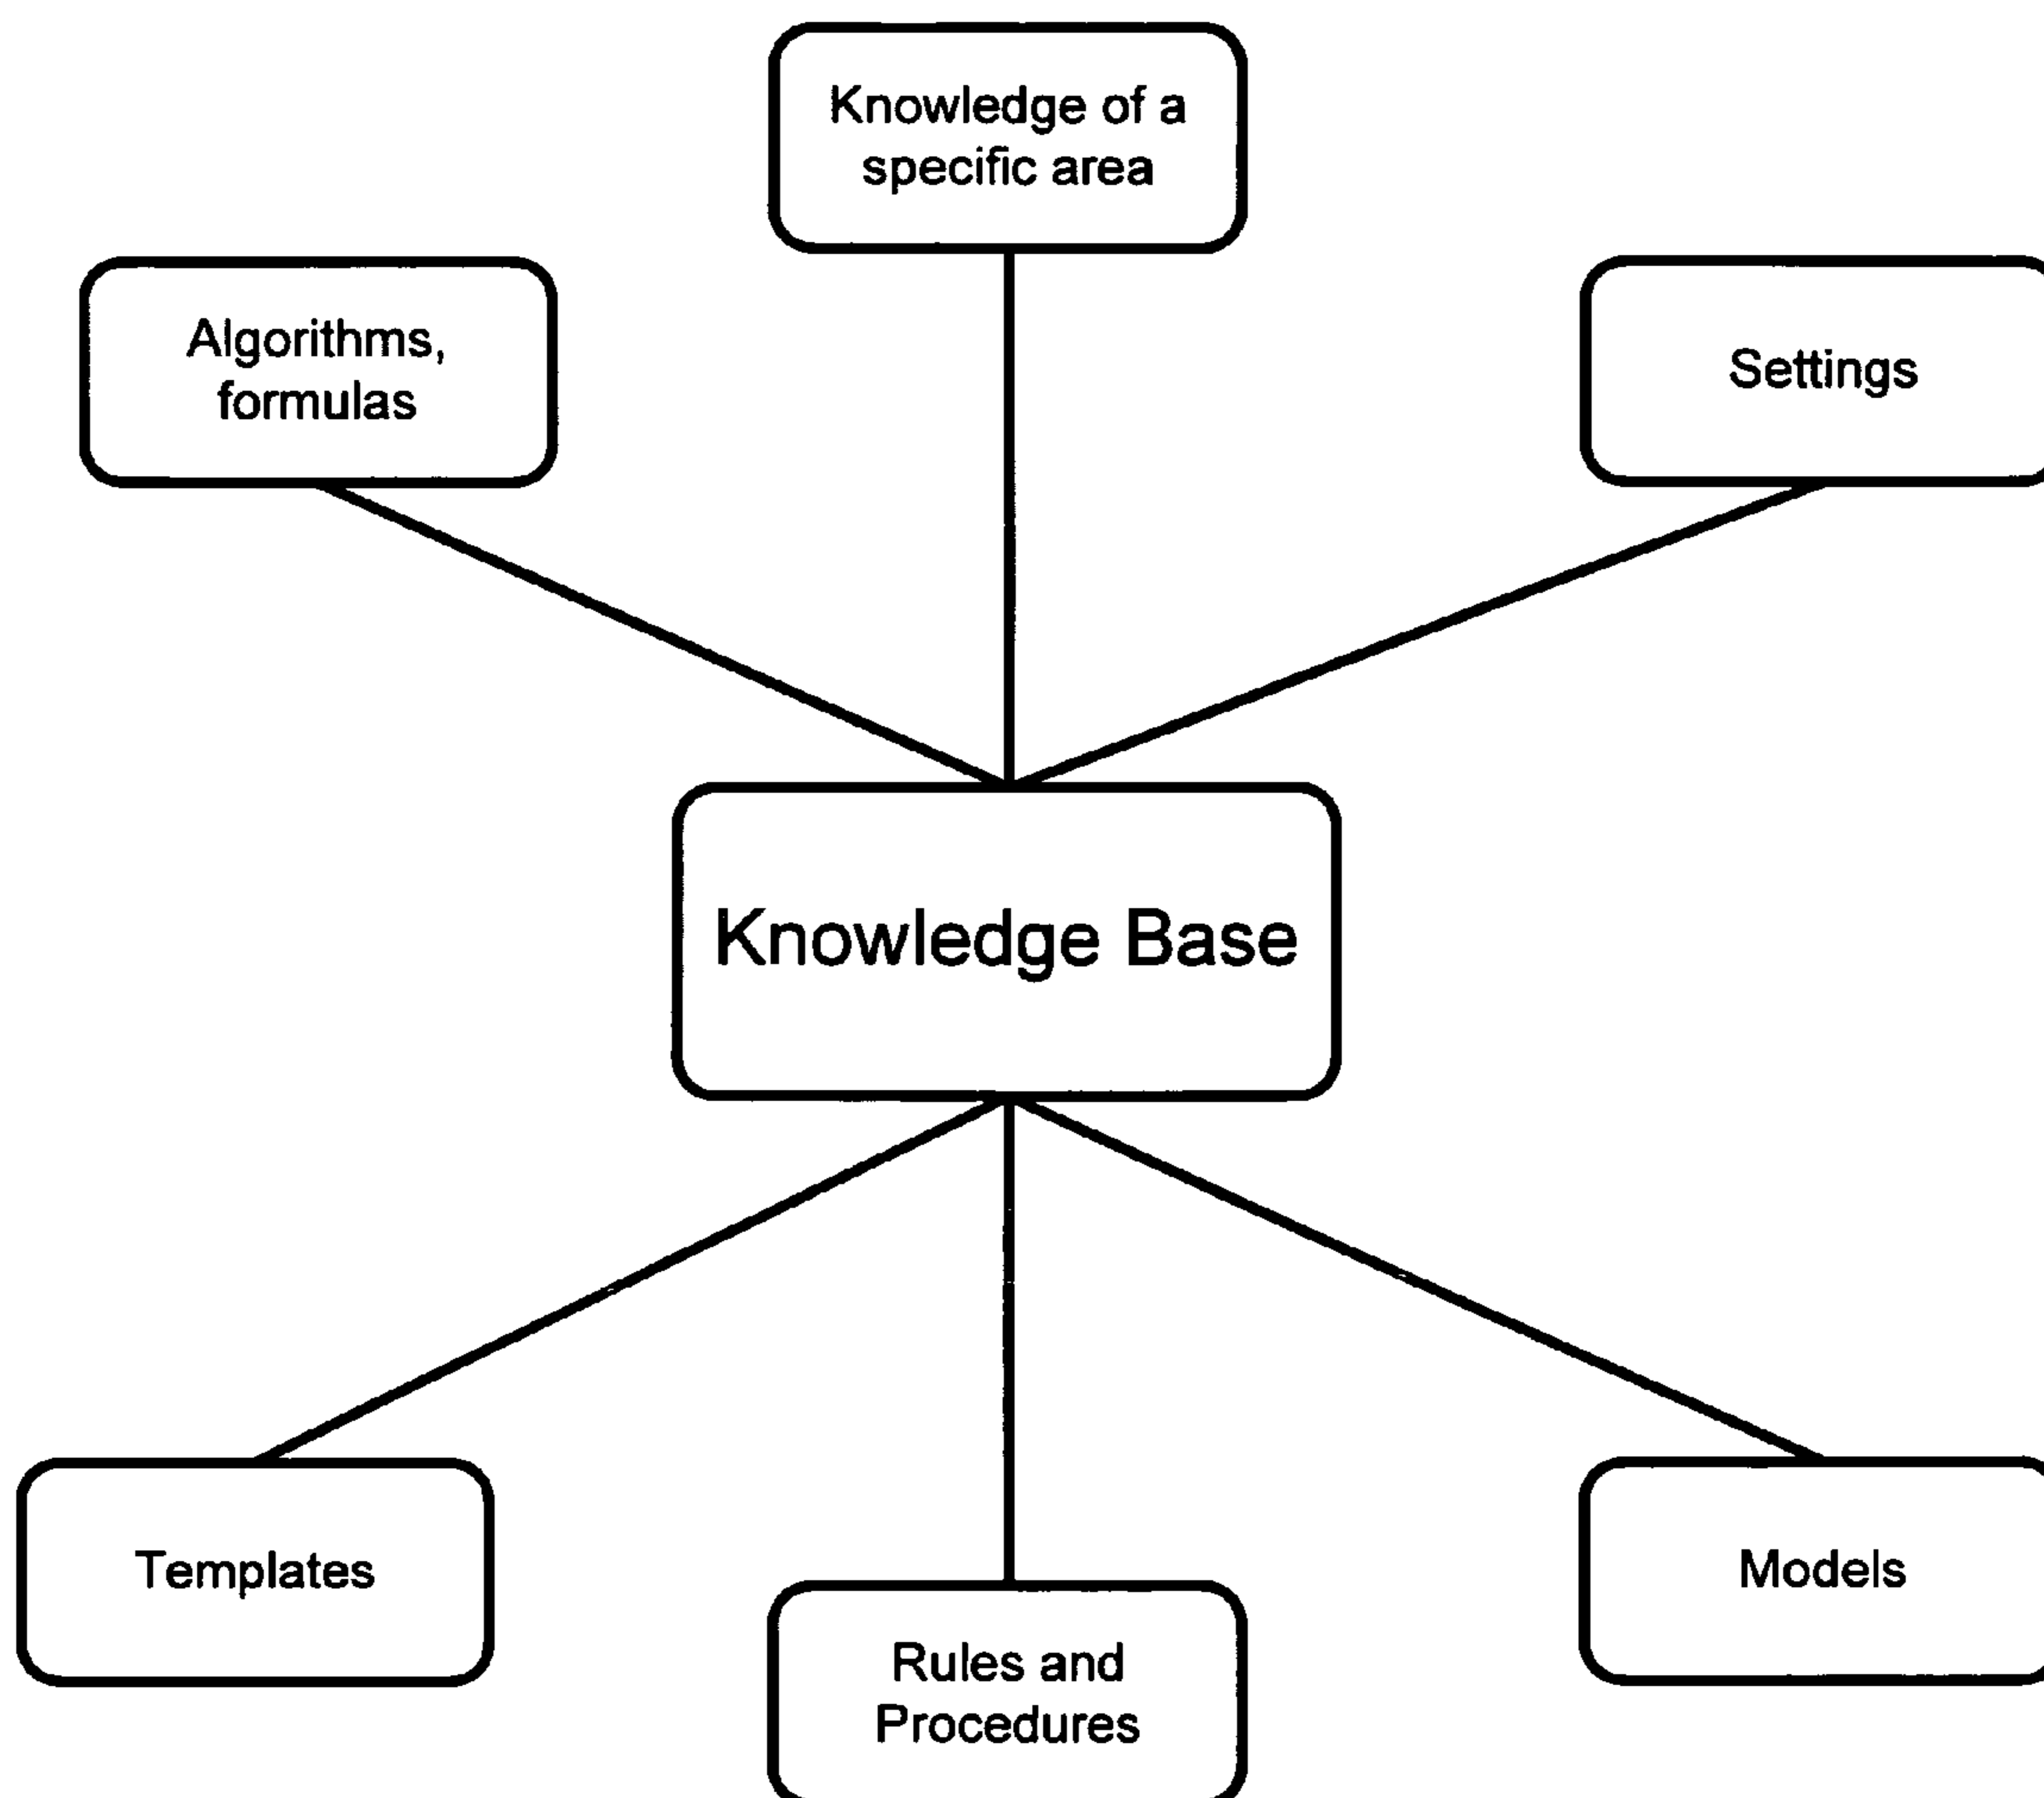 Knowledge of a
specific area
Algorithms,
formulas
Settings
Knowledge Base
Templates
Models
Rules and
Procedures